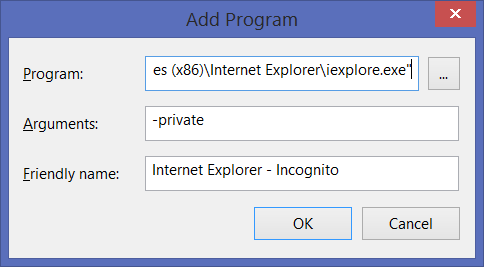 Add Program
Program: es (x86)\Internet Explorer\iexplore.exe" ...
Arguments: -private
Friendly name: Internet Explorer - Incognito
OK Cancel